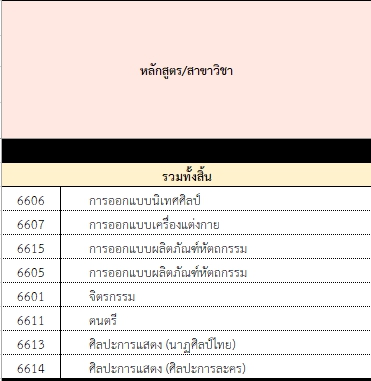 หลักสูตร/สาขาวิชา
รวมทั้งสิ้น
6606 การออกแบบนิเทศศิลป์
6607 การออกแบบเครื่องแต่งกาย
6615 การออกแบบผลิตภัณฑ์หัตถกรรม
6605 การออกแบบผลิตภัณฑ์หัตถกรรม
6601 จิตรกรรม
6611 ดนตรี
6613 ศิลปะการแสดง (นาฏศิลป์ไทย)
6614 ศิลปะการแสดง (ศิลปะการละคร)